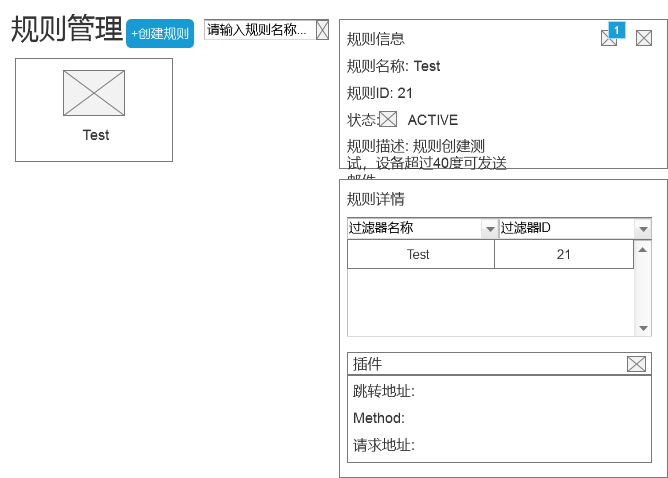 规则管理
+创建规则
请输入规则名称...
Test
规则信息
1
规则名称: Test
规则ID: 21
状态:
ACTIVE
规则描述: 规则创建测
试，设备超过40度可发送
邮件
规则详情
过滤器名称
过滤器ID
Test
21
插件
跳转地址:
Method:
请求地址: